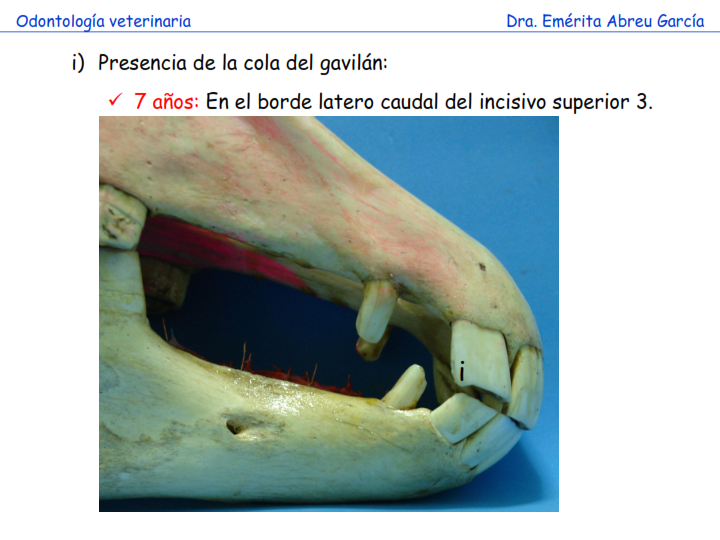 Odontología veterinaria
Dra. Emérita Abreu García
i) Presencia de la cola del gavilán:
✓ 7 años: En el borde latero caudal del incisivo superior 3.
i